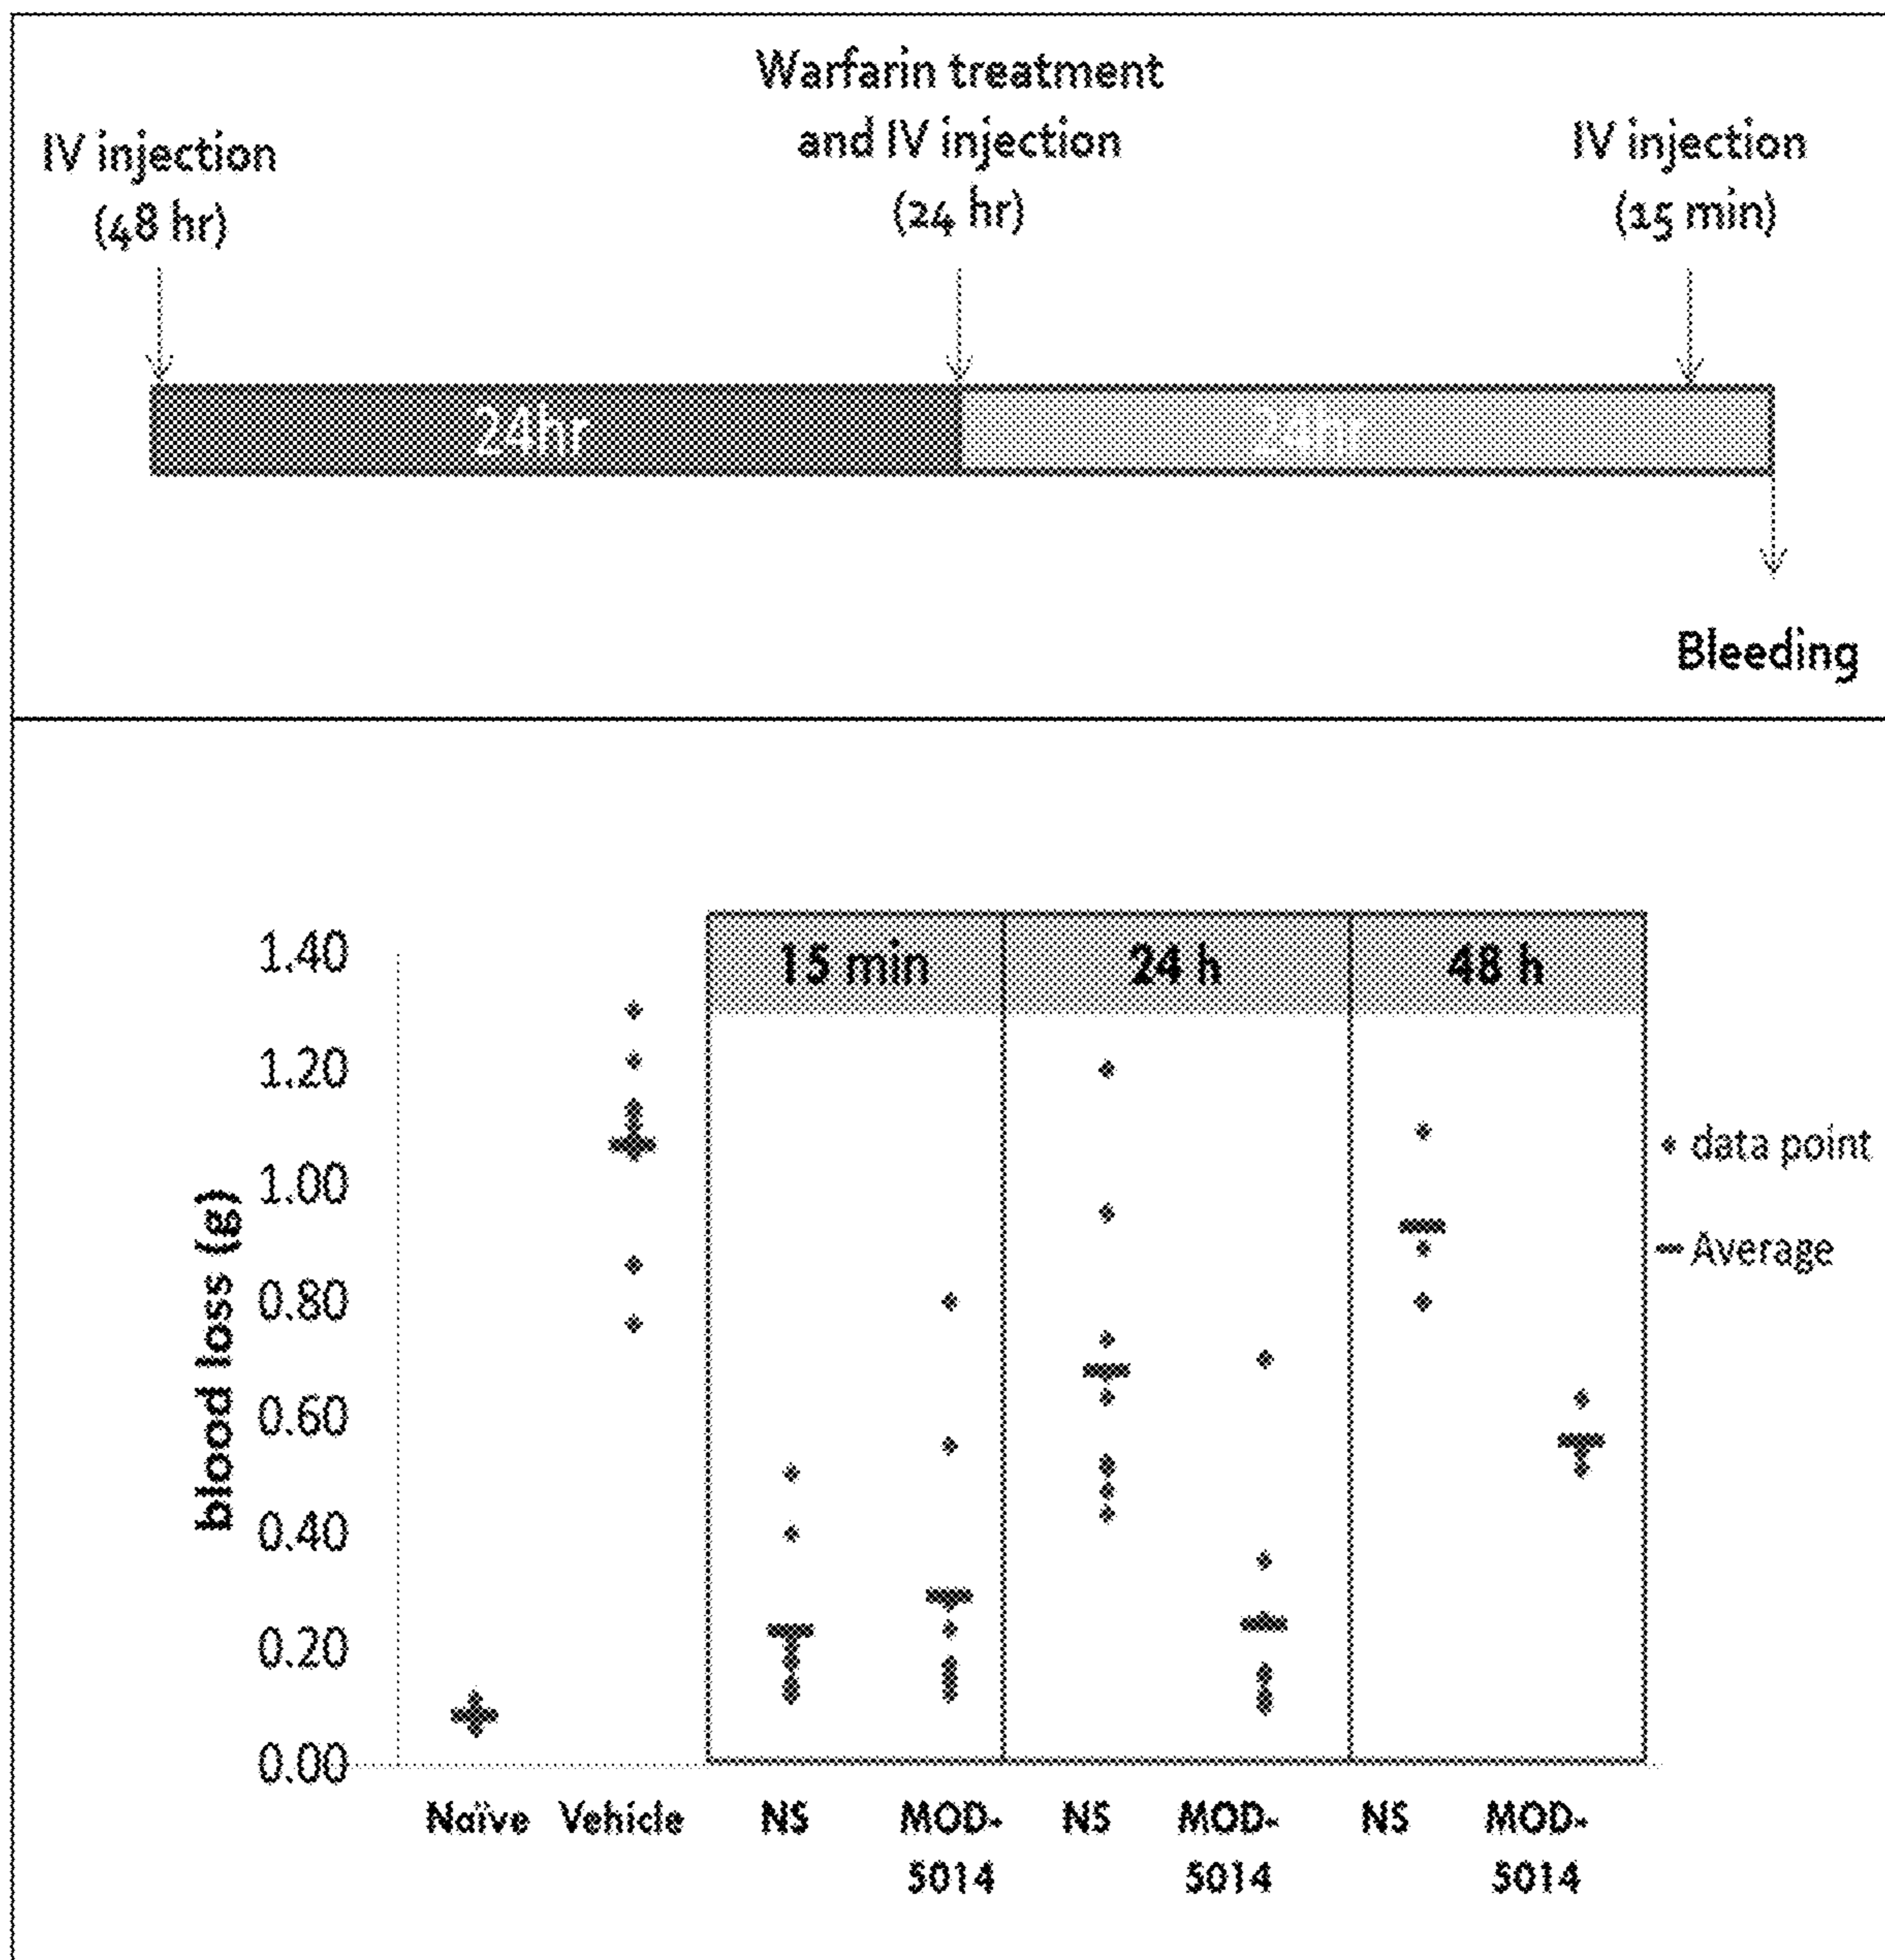 Warfarin treatment
and IV injection
(24 hr)
IV injection
(48 hr)
IV injection
(15 min)
24hr
24hr
Bleeding
15 min
24 h
48 h
1.40
1.20
1.00
0.80
0.60
0.40
0.20
0.00
blood loss (g)
data point
Average
Naïve
Vehicle
NS
MOD-
5014
NS
MOD-
5014
NS
MOD-
5014